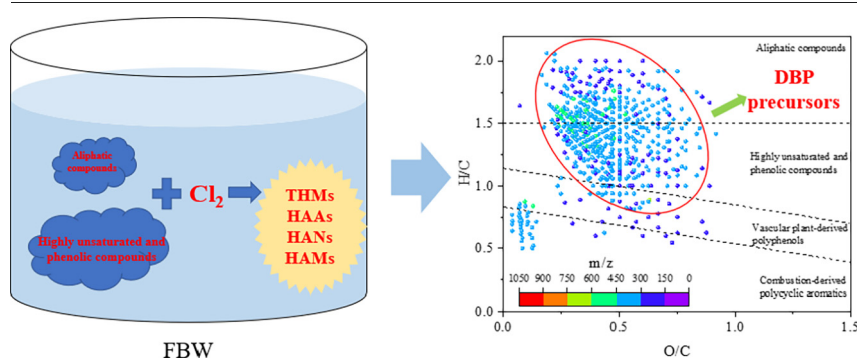 Aliphatic
compounds
Highly unsaturated and
phenolic compounds
Cl2
THMs
HAAs
HANs
HAMs
FBW
H/C
2.0
1.5
1.0
0.5
0.0
Aliphatic compounds
DBP
precursors
Highly unsaturated
and phenolic compounds
Vascular plant-derived
polyphenols
Combustion-derived
polycyclic aromatics
m/z
1050 900 750 600 450 300 150 0
0.0 0.5 1.0 1.5
O/C